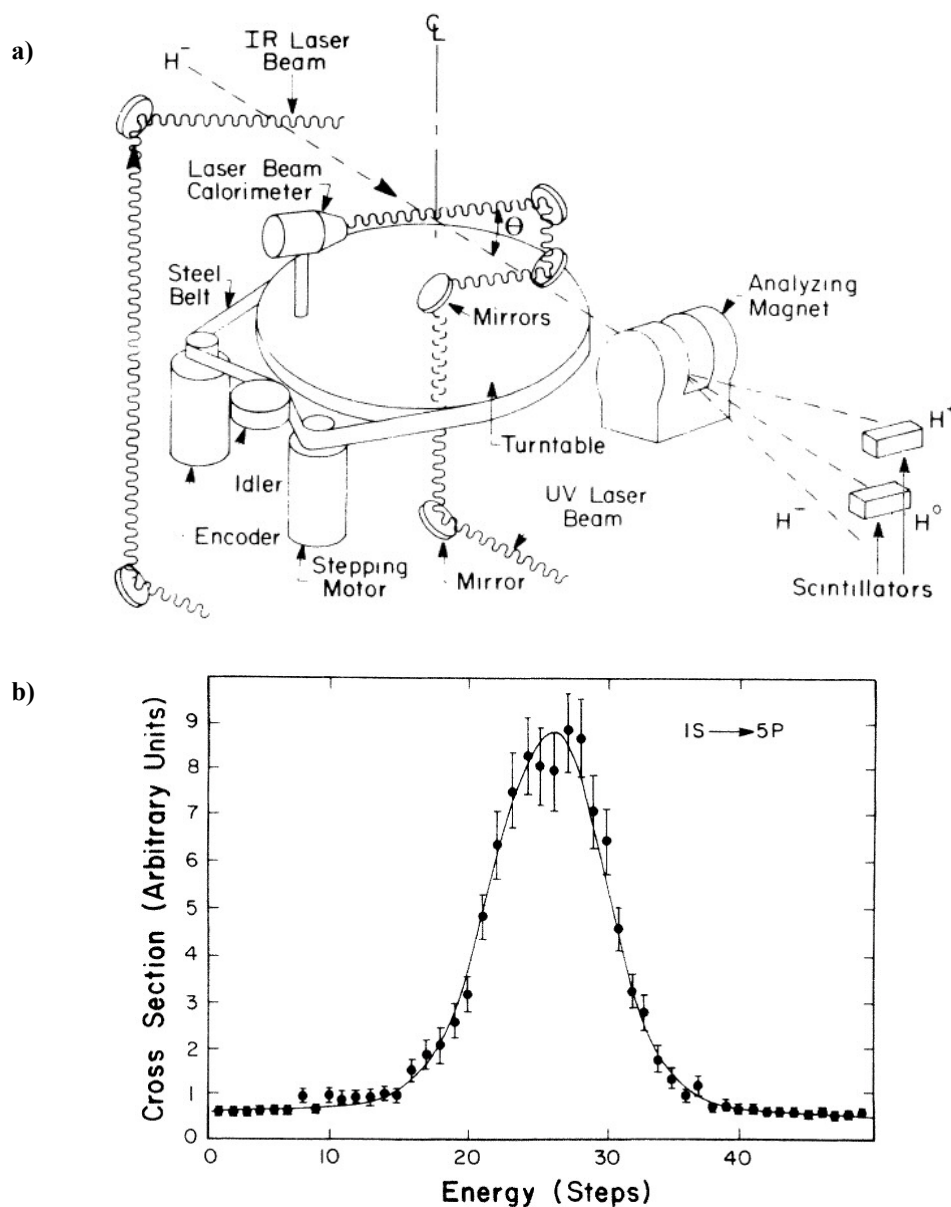 a)
H⁻
IR Laser
Beam
C̲L
Laser Beam
Calorimeter
Θ
Steel
Belt
Mirrors
Analyzing
Magnet
Turntable
H⁺
Idler
UV Laser
Beam
H⁻
H°
Encoder
Stepping
Motor
Mirror
Scintillators
b)
Cross Section (Arbitrary Units)
9
8
7
6
5
4
3
2
1
0
1S → 5P
0 10 20 30 40
Energy (Steps)